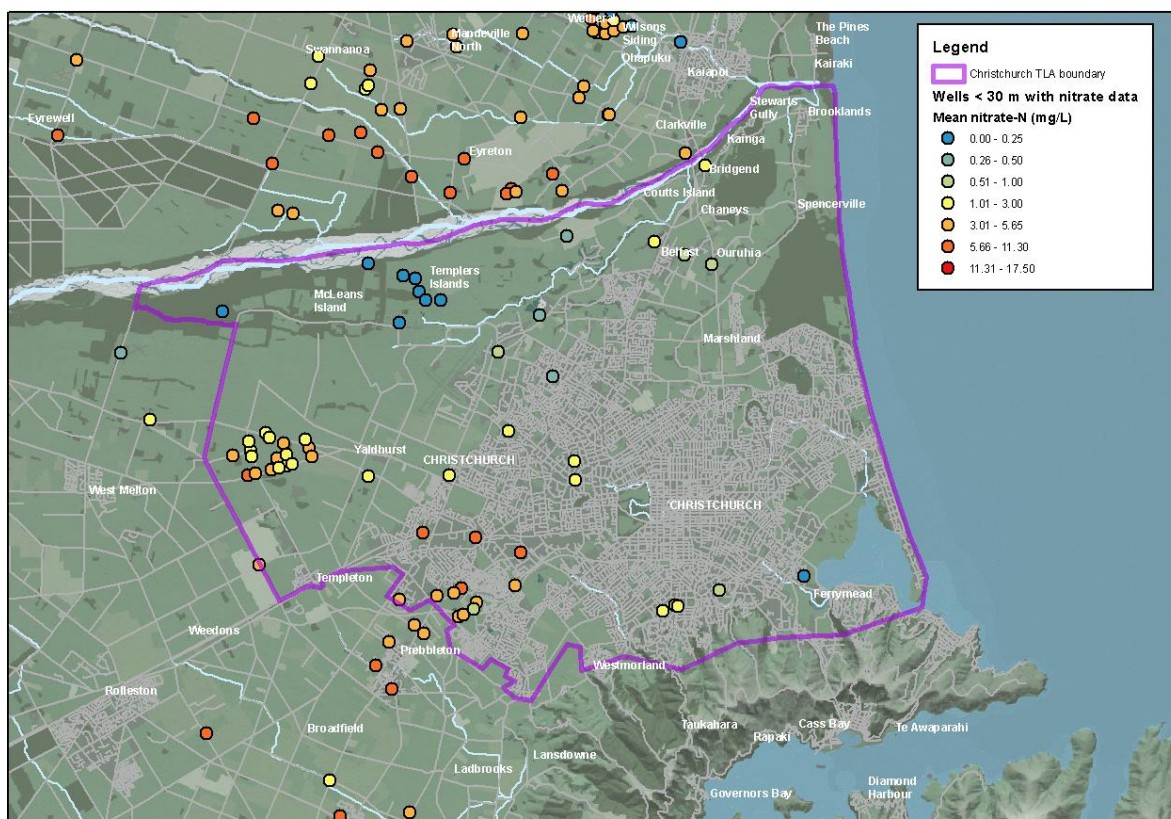 Wetheral
Wilsons
Siding
Mandeville
North
The Pines
Beach
Swannanoa
Ohapuku
Kaiapoi
Kairaki
Eyrewell
Stewarts
Gully
Brooklands
Clarkville
Kainga
Eyreton
Bridgend
Coutts Island
Chaneys
Spencerville
Belfast
Ouruhia
Templers
Islands
McLeans
Island
Marshland
Yaldhurst
CHRISTCHURCH
West Melton
CHRISTCHURCH
Templeton
Ferrymead
Weedons
Prebbleton
Westmorland
Rolleston
Broadfield
Taukahara
Cass Bay
Te Awaparahi
Rapaki
Lansdowne
Ladbrooks
Governors Bay
Diamond
Harbour
Legend
Christchurch TLA boundary
Wells < 30 m with nitrate data
Mean nitrate-N (mg/L)
0.00 - 0.25
0.26 - 0.50
0.51 - 1.00
1.01 - 3.00
3.01 - 5.65
5.66 - 11.30
11.31 - 17.50